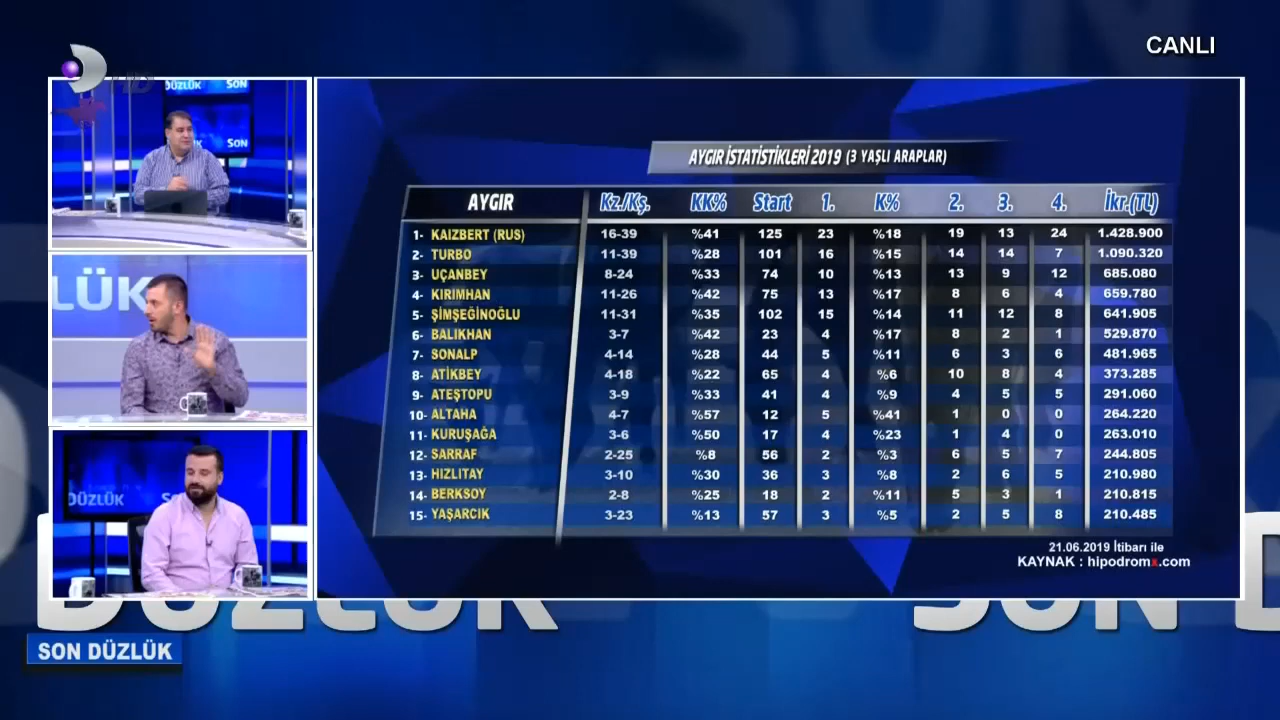 CANLI
HD
DÜZLÜK SON
SON
LÜK
DÜZLÜK
AYGIR İSTATİSTİKLERİ 2019 (3 YAŞLI ARAPLAR)
AYGIR Kz./Kş. KK% Start 1. K% 2. 3. 4. İkr.(TL)
1- KAIZBERT (RUS) 16-39 %41 125 23 %18 19 13 24 1.428.900
2- TURBO 11-39 %28 101 16 %15 14 14 7 1.090.320
3- UÇANBEY 8-24 %33 74 10 %13 13 9 12 685.080
4- KIRIMHAN 11-26 %42 75 13 %17 8 6 4 659.780
5- ŞİMŞEĞİNOĞLU 11-31 %35 102 15 %14 11 12 8 641.905
6- BALIKHAN 3-7 %42 23 4 %17 8 2 1 529.870
7- SONALP 4-14 %28 44 5 %11 6 3 6 481.965
8- ATİKBEY 4-18 %22 65 4 %6 10 8 4 373.285
9- ATEŞTOPU 3-9 %33 41 4 %9 4 5 5 291.060
10- ALTAHA 4-7 %57 12 5 %41 1 0 0 264.220
11- KURUŞAĞA 3-6 %50 17 4 %23 1 4 0 263.010
12- SARRAF 2-25 %8 56 2 %3 6 5 7 244.805
13- HIZLITAY 3-10 %30 36 3 %8 2 6 5 210.980
14- BERKSOY 2-8 %25 18 2 %11 5 3 1 210.815
15- YAŞARCIK 3-23 %13 57 3 %5 2 5 8 210.485
21.06.2019 İtibarı ile
KAYNAK : hipodromx.com
DÜZLÜK SON D
SON DÜZLÜK